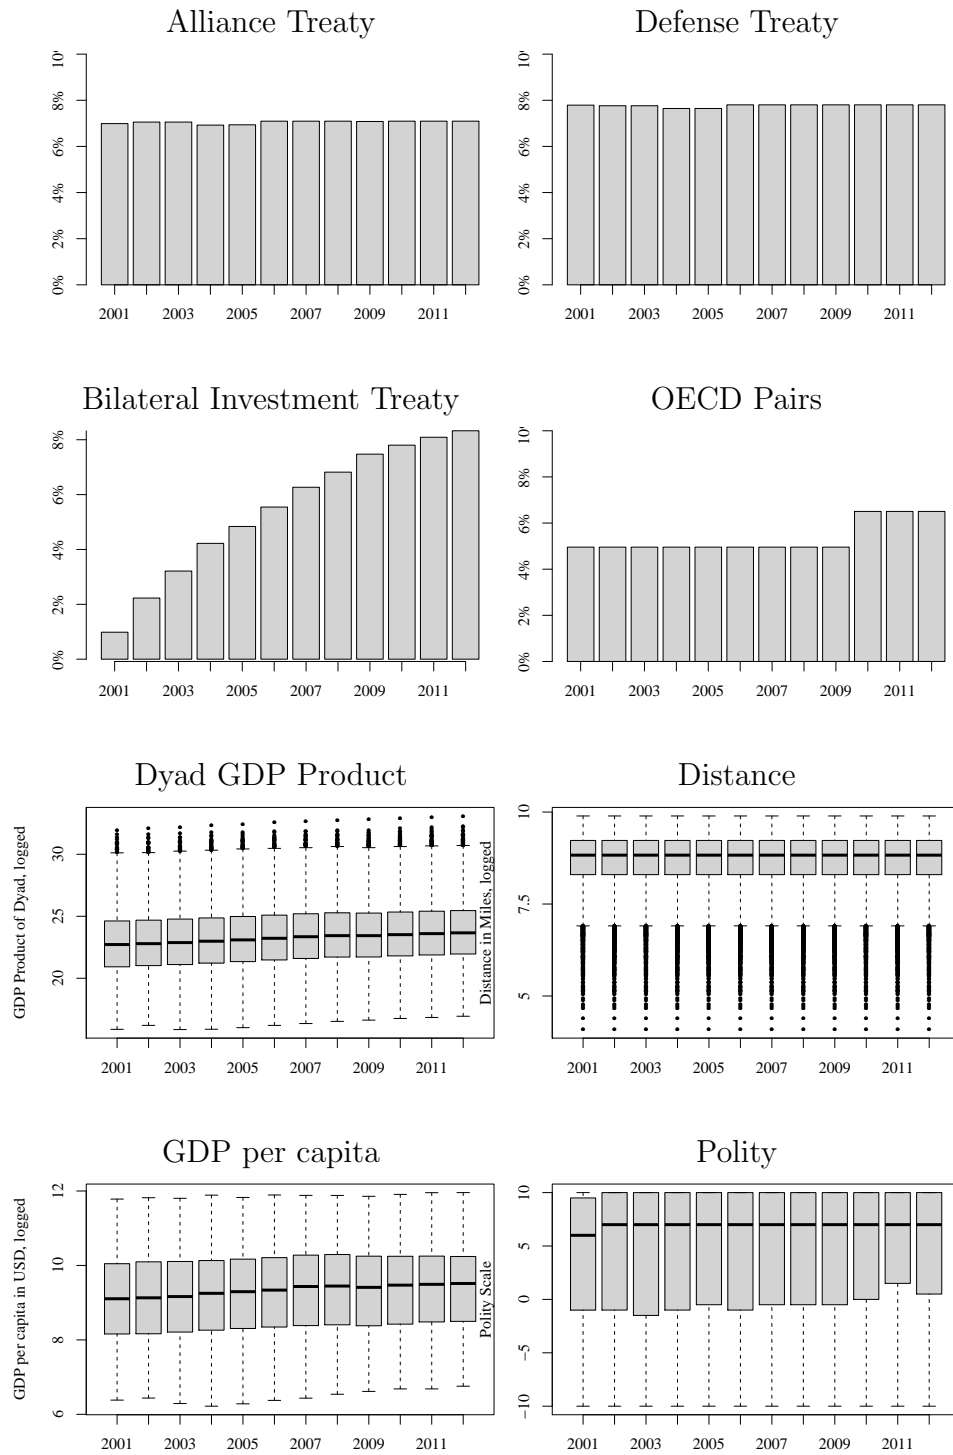 Alliance Treaty
0% 2% 4% 6% 8% 10
2001 2003 2005 2007 2009 2011
Defense Treaty
0% 2% 4% 6% 8% 10
2001 2003 2005 2007 2009 2011
Bilateral Investment Treaty
0% 2% 4% 6% 8%
2001 2003 2005 2007 2009 2011
OECD Pairs
0% 2% 4% 6% 8% 10
2001 2003 2005 2007 2009 2011
Dyad GDP Product
GDP Product of Dyad, logged
20 25 30
2001 2003 2005 2007 2009 2011
Distance
Distance in Miles, logged
5 7.5 10
2001 2003 2005 2007 2009 2011
GDP per capita
GDP per capita in USD, logged
6 8 10 12
2001 2003 2005 2007 2009 2011
Polity
Polity Scale
−10 −5 0 5 10
2001 2003 2005 2007 2009 2011